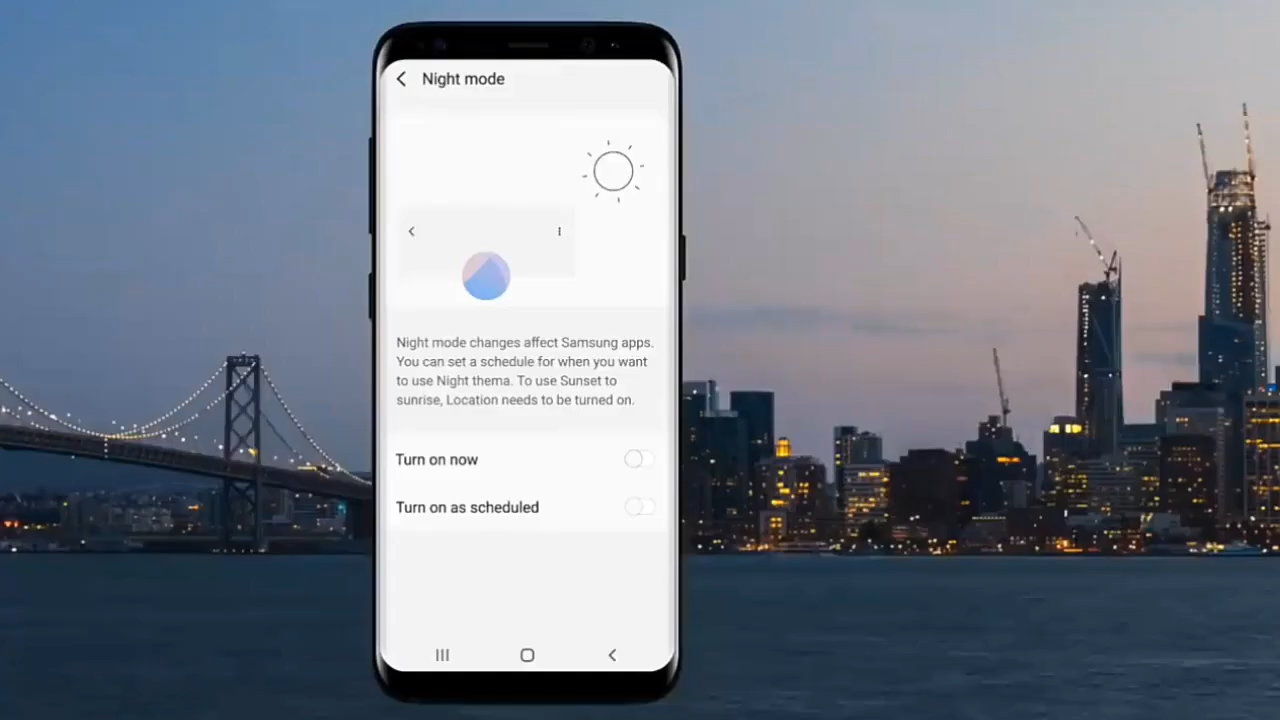 Night mode
Night mode changes affect Samsung apps.
You can set a schedule for when you want
to use Night thema. To use Sunset to
sunrise, Location needs to be turned on.
Turn on now
Turn on as scheduled